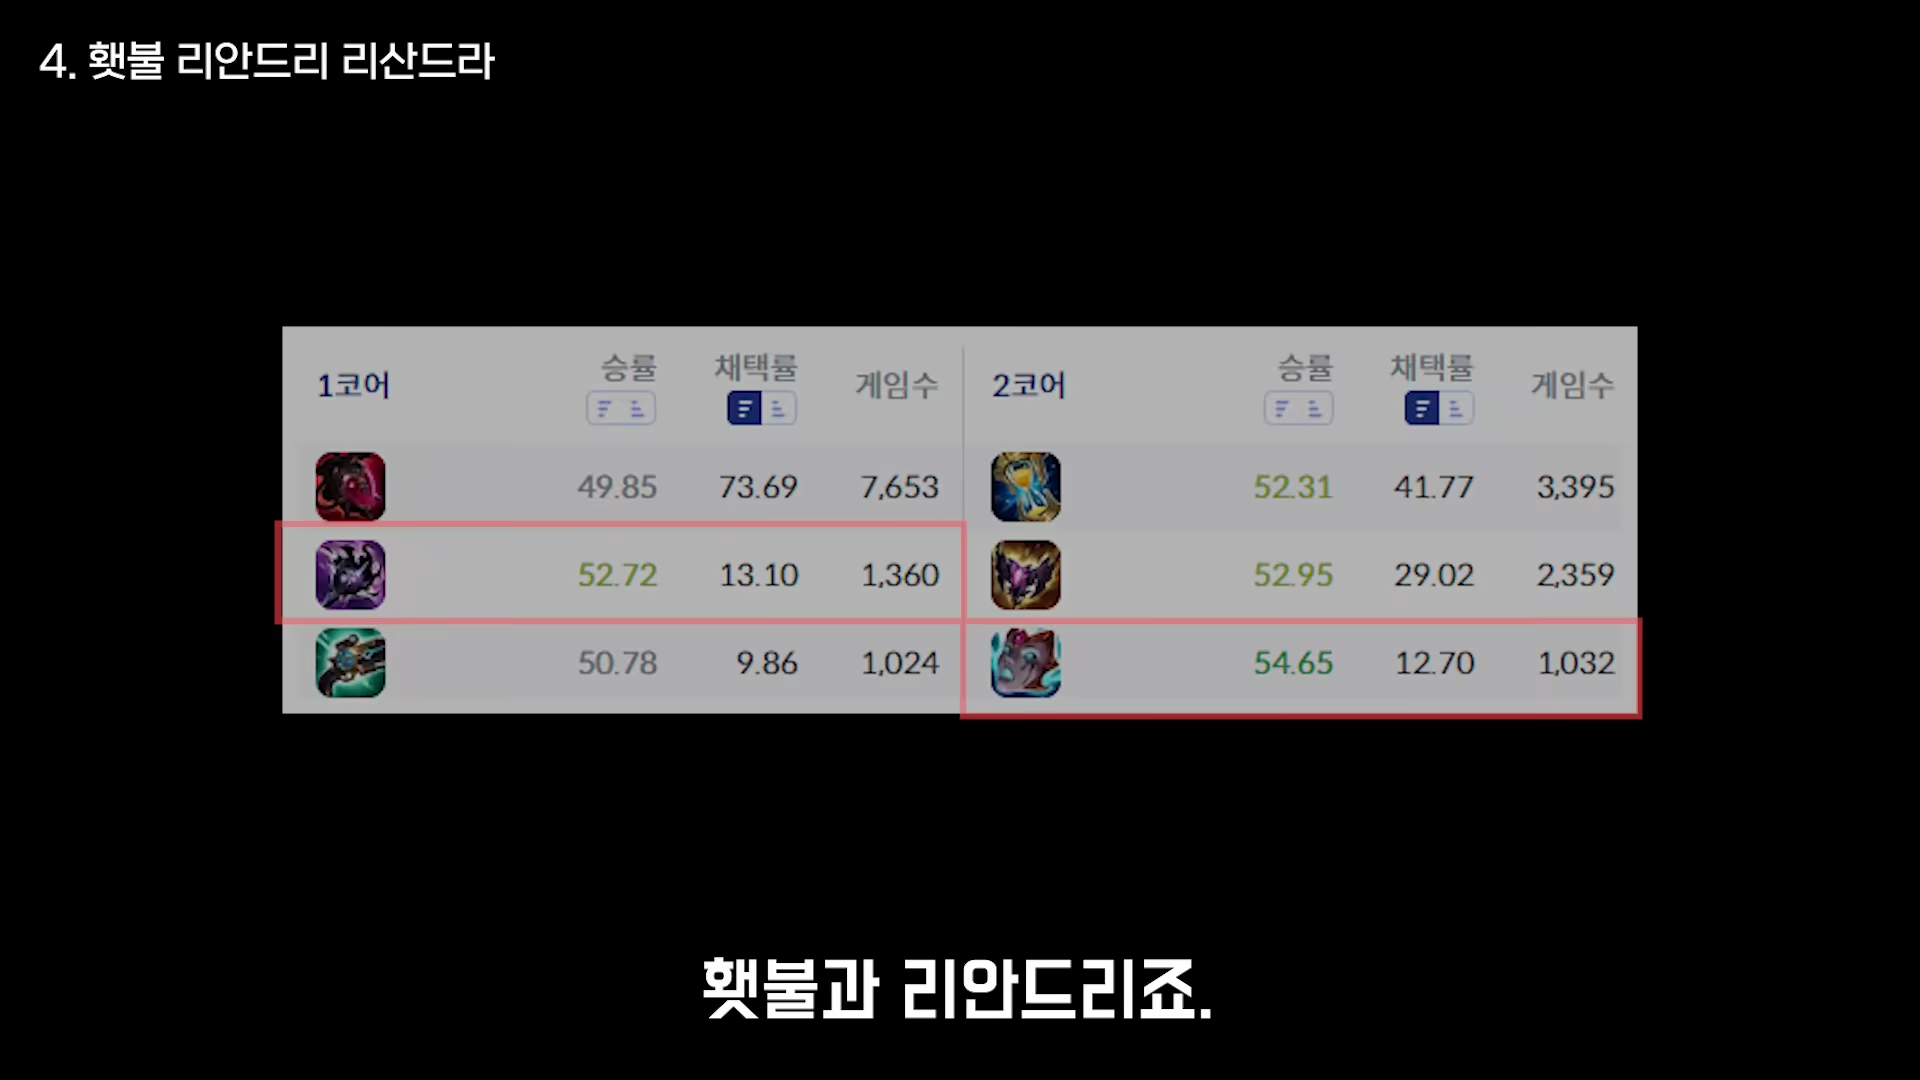 4. 횃불 리안드리 리산드라
1코어 승률 채택률 게임수 2코어 승률 채택률 게임수
49.85 73.69 7,653 52.31 41.77 3,395
52.72 13.10 1,360 52.95 29.02 2,359
50.78 9.86 1,024 54.65 12.70 1,032
횃불과 리안드리죠.